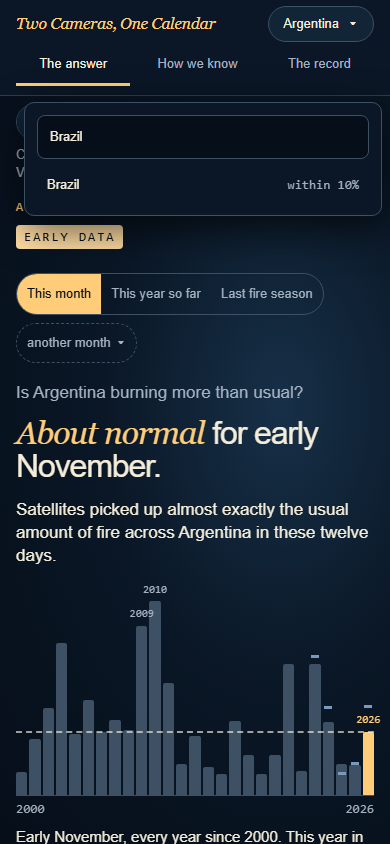 Two Cameras, One Calendar
Argentina
The answer
How we know
The record
Brazil
Brazil
within 10%
EARLY DATA
This month
This year so far
Last fire season
another month
Is Argentina burning more than usual?
About normal for early
November.
Satellites picked up almost exactly the usual
amount of fire across Argentina in these twelve
days.
2010
2009
2026
2000
2026
Early November, every year since 2000. This year in